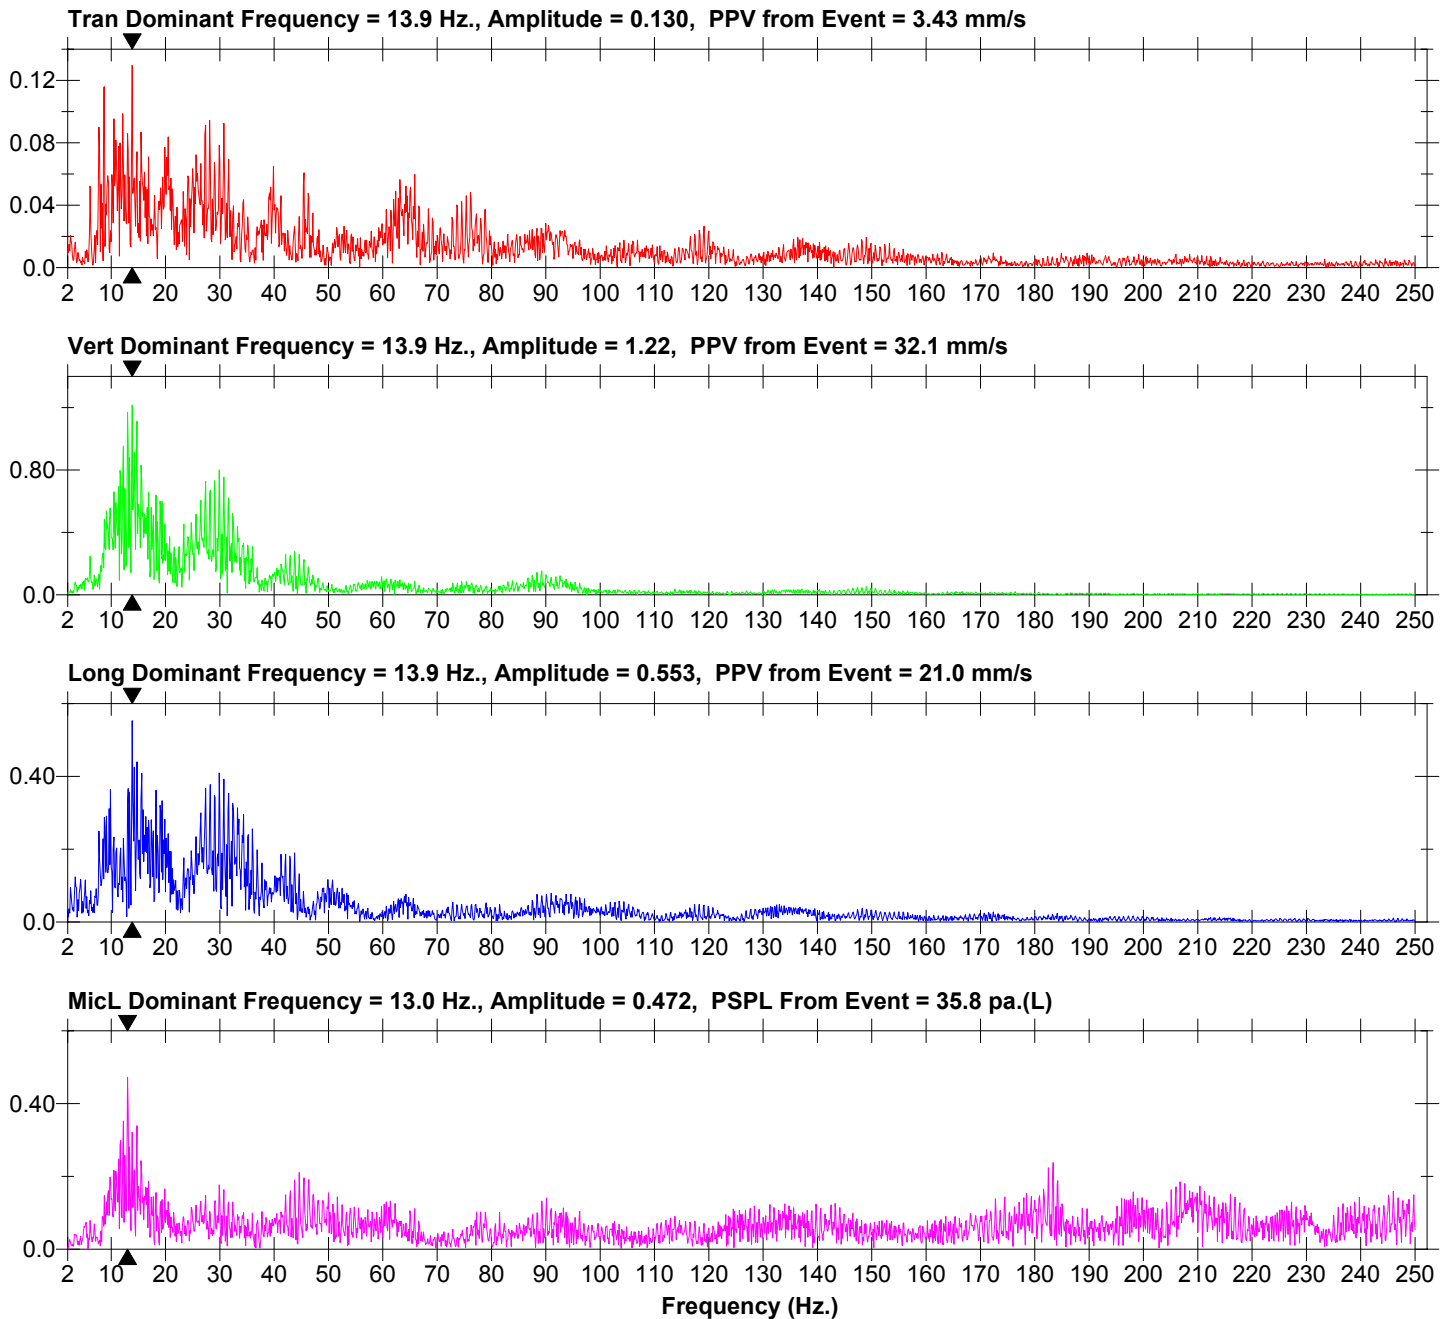 Tran Dominant Frequency = 13.9 Hz., Amplitude = 0.130,  PPV from Event = 3.43 mm/s
0.12
0.08
0.04
0.0
2 10 20 30 40 50 60 70 80 90 100 110 120 130 140 150 160 170 180 190 200 210 220 230 240 250
Vert Dominant Frequency = 13.9 Hz., Amplitude = 1.22,  PPV from Event = 32.1 mm/s
0.80
0.0
2 10 20 30 40 50 60 70 80 90 100 110 120 130 140 150 160 170 180 190 200 210 220 230 240 250
Long Dominant Frequency = 13.9 Hz., Amplitude = 0.553,  PPV from Event = 21.0 mm/s
0.40
0.0
2 10 20 30 40 50 60 70 80 90 100 110 120 130 140 150 160 170 180 190 200 210 220 230 240 250
MicL Dominant Frequency = 13.0 Hz., Amplitude = 0.472,  PSPL From Event = 35.8 pa.(L)
0.40
0.0
2 10 20 30 40 50 60 70 80 90 100 110 120 130 140 150 160 170 180 190 200 210 220 230 240 250
Frequency (Hz.)